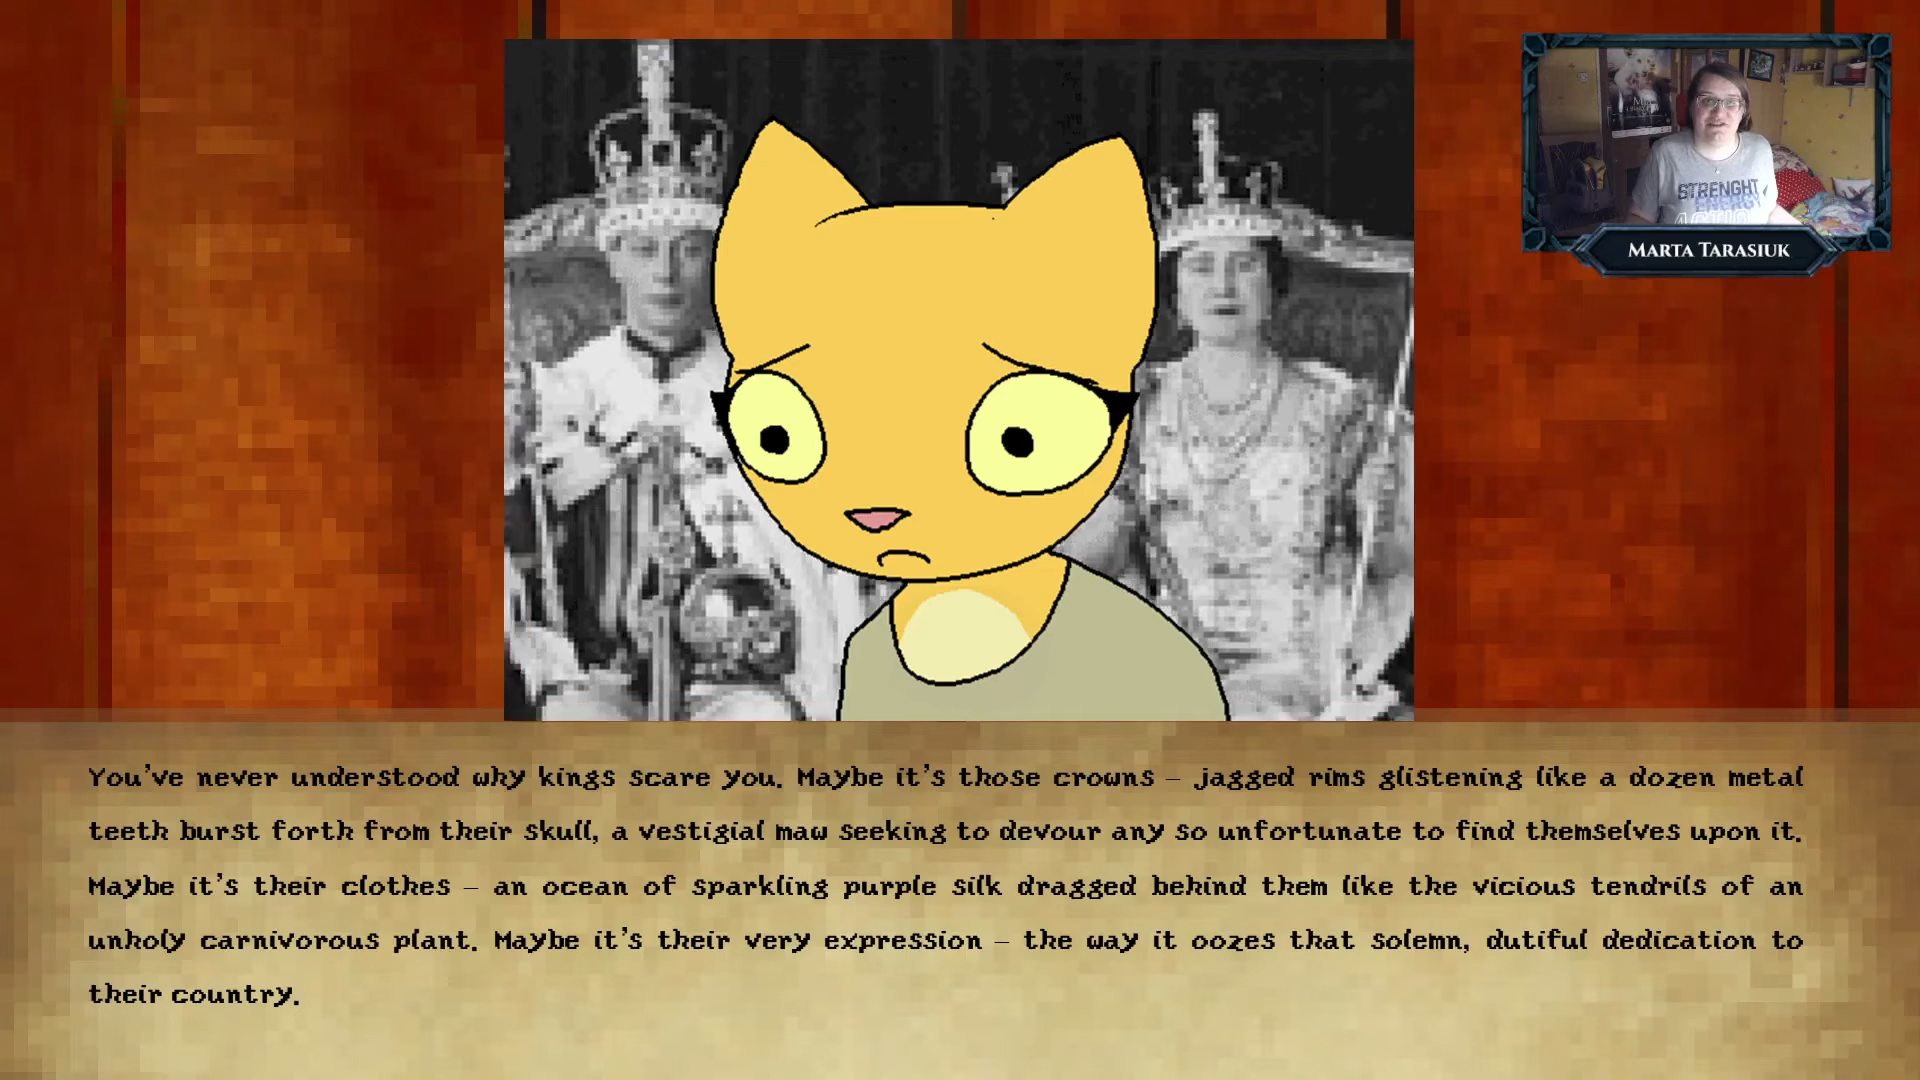 STRENGHT
ENERGY
ACTIO
MARTA TARASIUK
You've never understood why kings scare you. Maybe it's those crowns – jagged rims glistening like a dozen metal
teeth burst forth from their skull, a vestigial maw seeking to devour any so unfortunate to find themselves upon it.
Maybe it's their clothes – an ocean of sparkling purple silk dragged behind them like the vicious tendrils of an
unholy carnivorous plant. Maybe it's their very expression – the way it oozes that solemn, dutiful dedication to
their country.